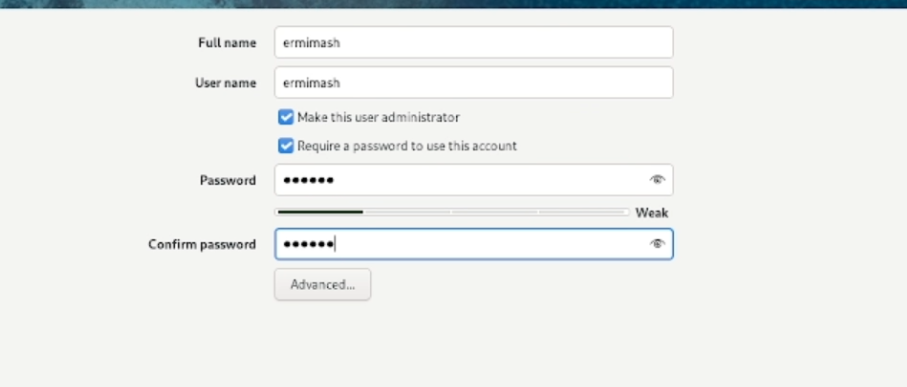 Full name ermimash
User name ermimash
Make this user administrator
Require a password to use this account
Password ••••••
Weak
Confirm password ••••••
Advanced...